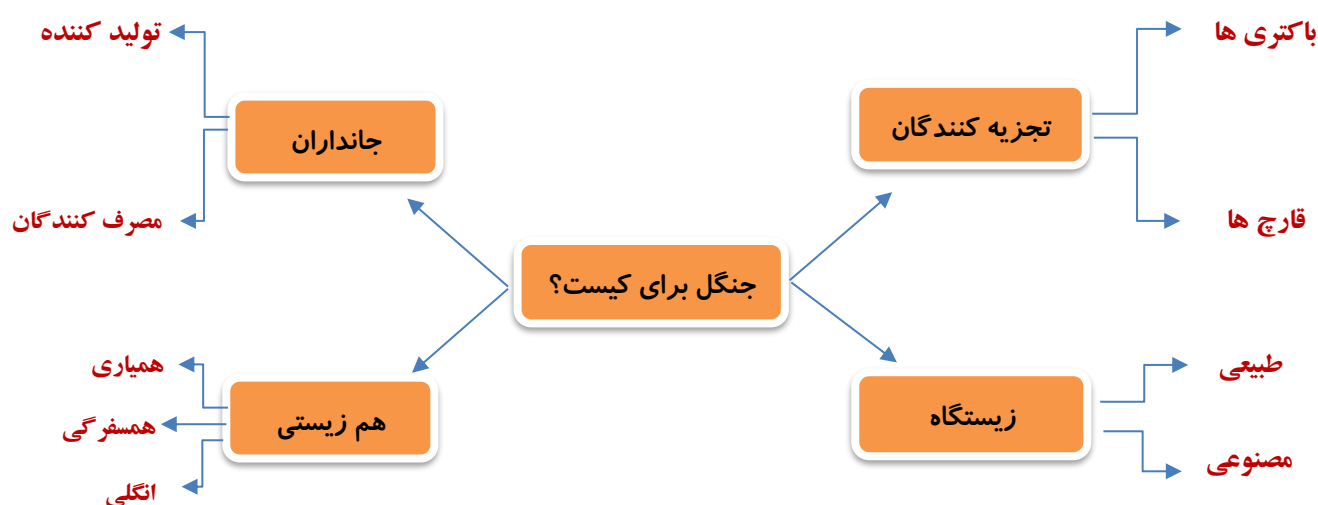 باکتری ها
تولید کننده
تجزیه کنندگان
جانداران
قارچ ها
مصرف کنندگان
جنگل برای کیست؟
طبیعی
همیاری
زیستگاه
هم زیستی
همسفرگی
مصنوعی
انگلی